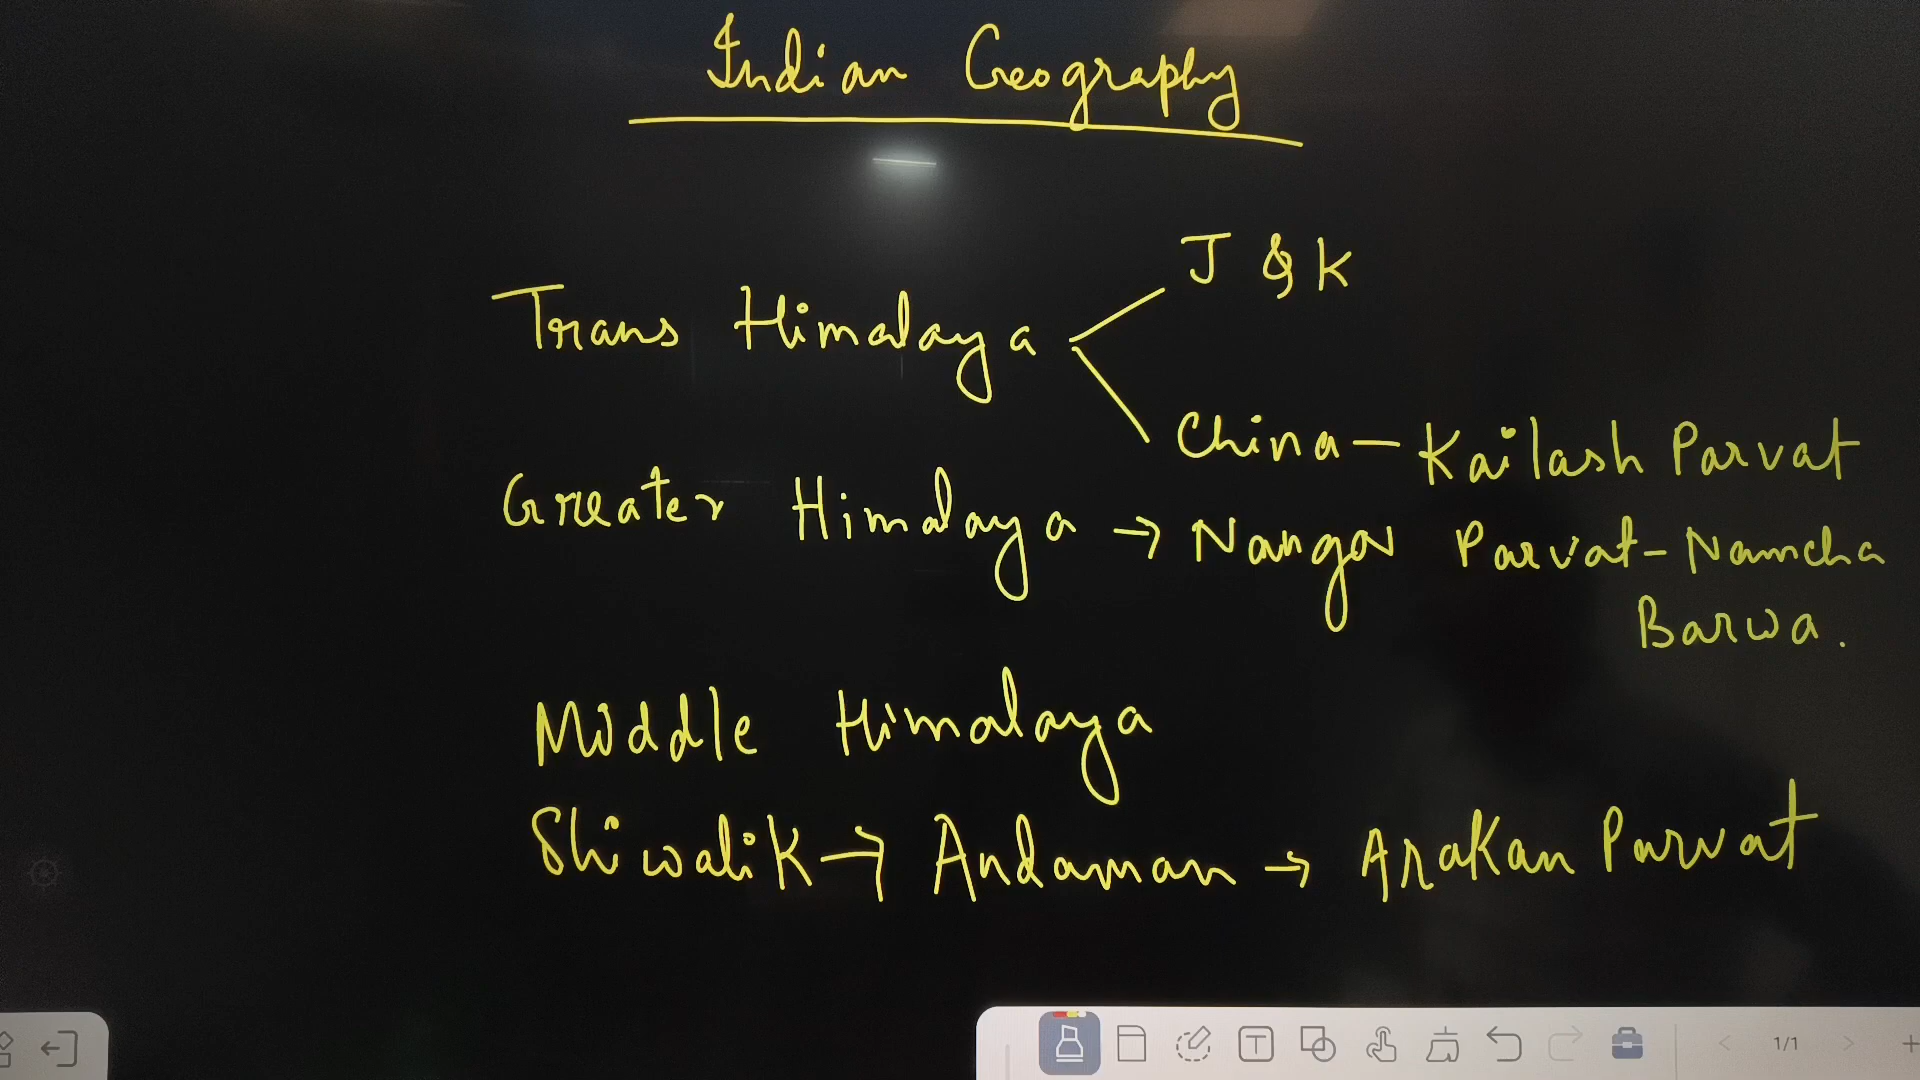 Indian Geography
J & K
Trans Himalaya
China - Kailash Parvat
Greater Himalaya → Nanga Parvat - Namcha
Barwa.
Middle Himalaya
Shiwalik → Andaman → Arakan Parvat
1/1